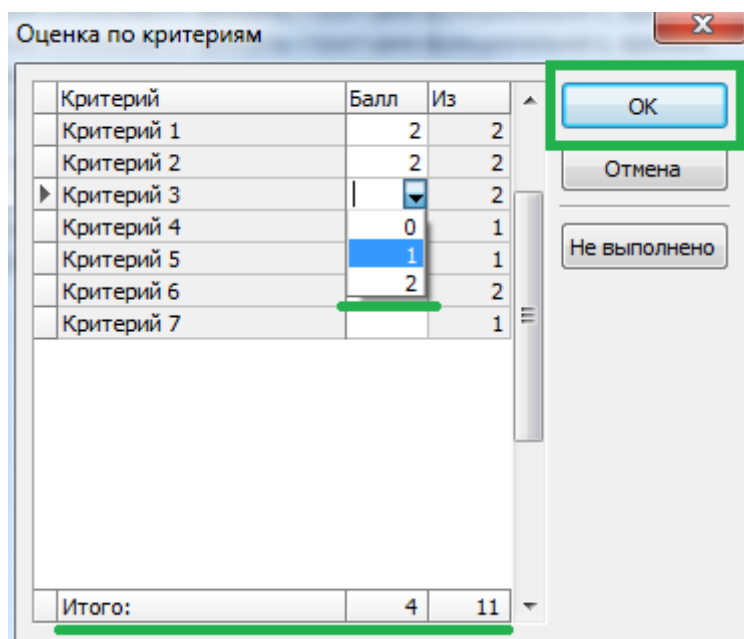 Оценка по критериям
Критерий Балл Из
Критерий 1 2 2
Критерий 2 2 2
Критерий 3 2
Критерий 4 0 1
Критерий 5 1 1
Критерий 6 2 2
Критерий 7 1
Итого: 4 11
OK
Отмена
Не выполнено